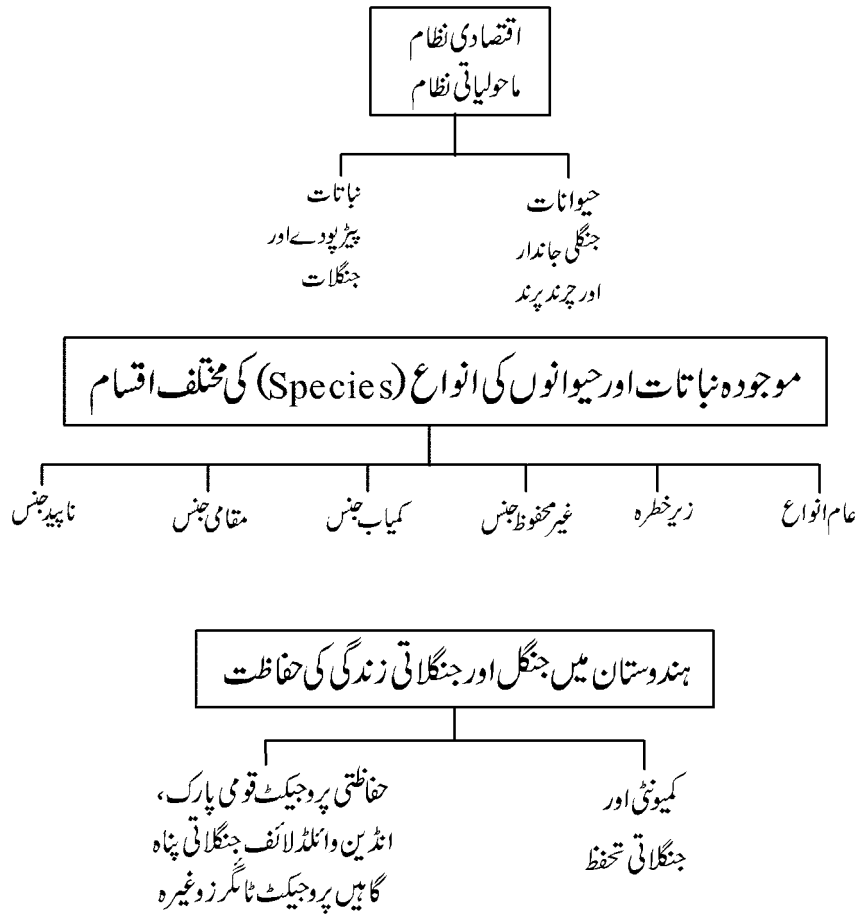 اقتصادی نظام
ماحولیاتی نظام
حیوانات
جنگلی جاندار
اور چرند پرند
نباتات
پیڑ پودے اور
جنگلات
موجودہ نباتات اور حیوانوں کی انواع (Species) کی مختلف اقسام
عام انواع
زیر خطرہ
غیر محفوظ جنس
کمیاب جنس
مقامی جنس
ناپید جنس
ہندوستان میں جنگل اور جنگلاتی زندگی کی حفاظت
کمیونٹی اور
جنگلاتی تحفظ
حفاظتی پروجیکٹ قومی پارک،
انڈین وائلڈ لائف جنگلاتی پناہ
گاہیں پروجیکٹ ٹائگرز وغیرہ